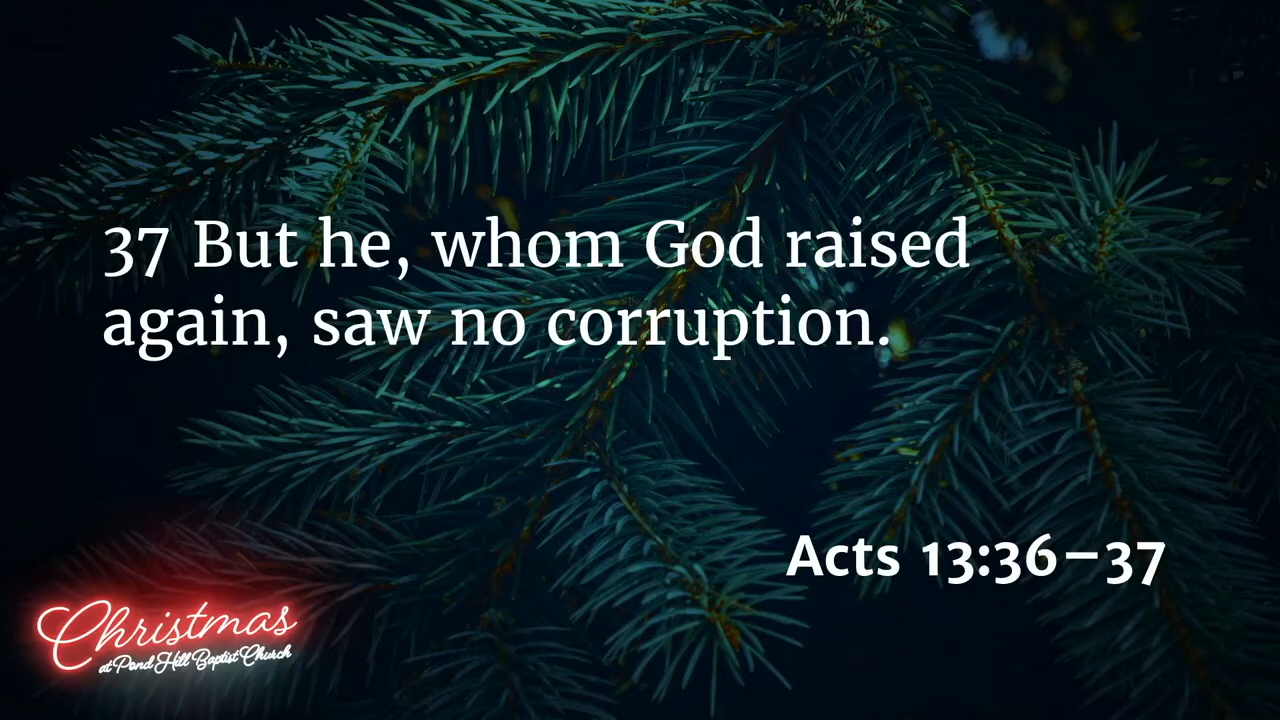 37 But he, whom God raised
again, saw no corruption.
Acts 13:36–37
Christmas
at Pond Hill Baptist Church